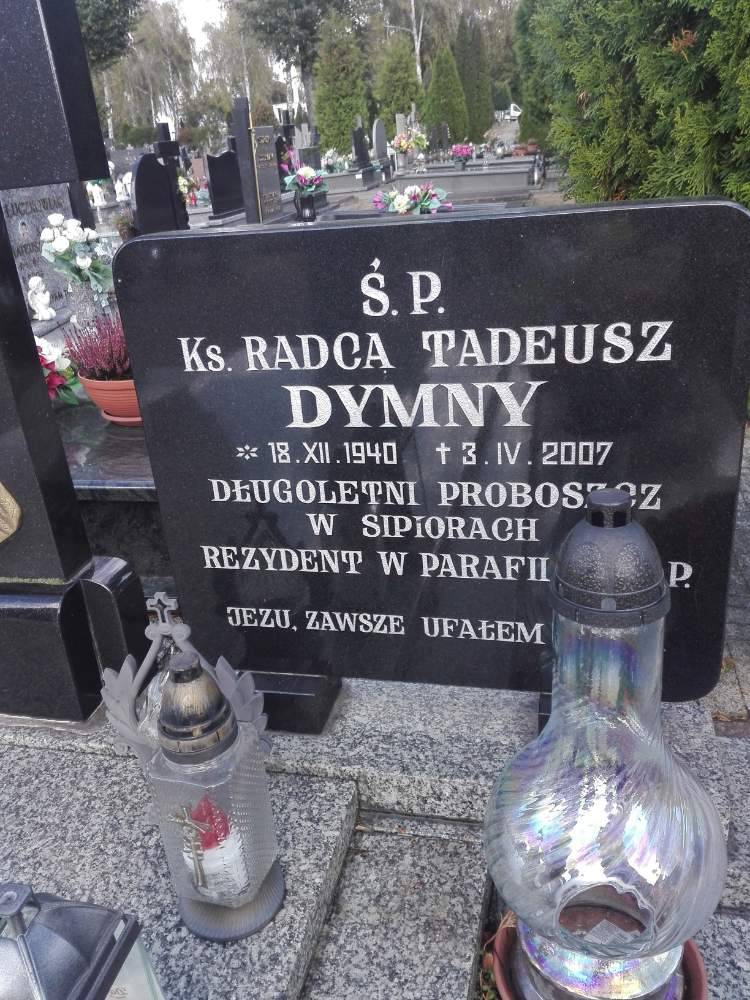 Ś.P.
Ks. RADCA TADEUSZ
DYMNY
* 18.XII.1940 † 3.IV.2007
DŁUGOLETNI PROBOSZCZ
W SIPIORACH
REZYDENT W PARAFII P.
JEZU, ZAWSZE UFAŁEM